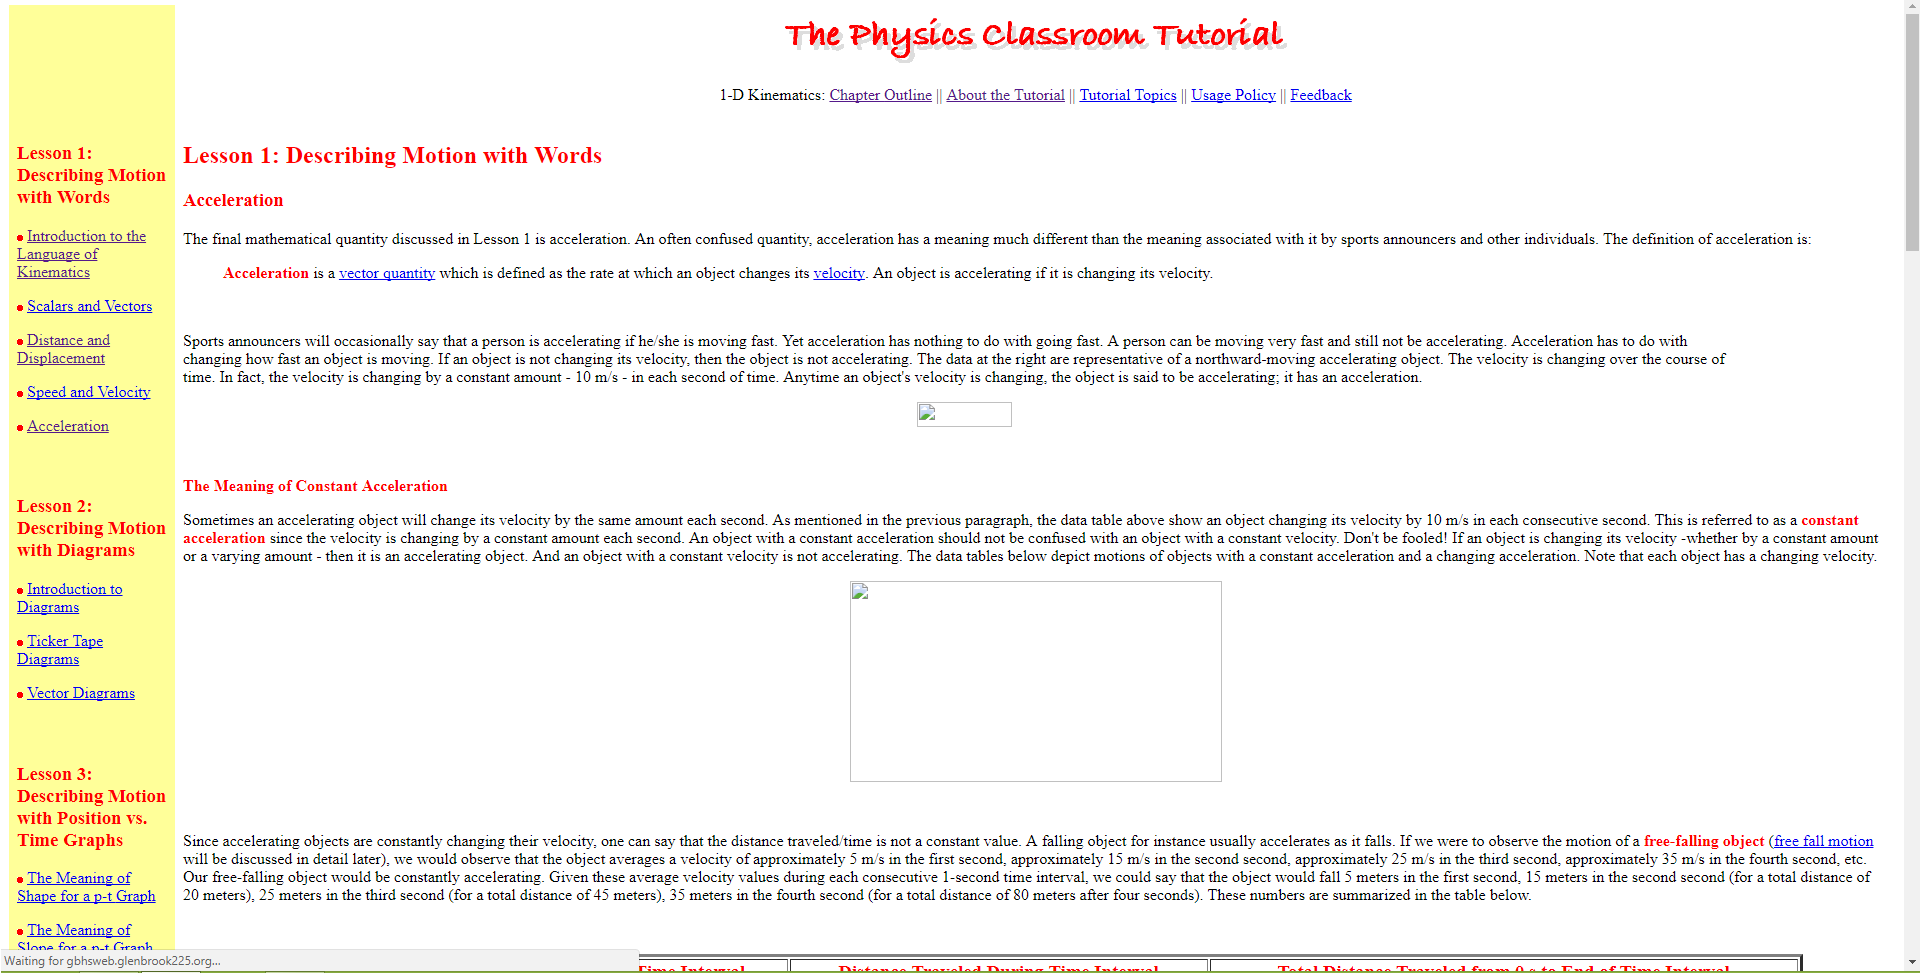 The Physics Classroom Tutorial
1-D Kinematics: Chapter Outline || About the Tutorial || Tutorial Topics || Usage Policy || Feedback
Lesson 1:
Describing Motion
with Words
Introduction to the
Language of
Kinematics
Scalars and Vectors
Distance and
Displacement
Speed and Velocity
Acceleration
Lesson 2:
Describing Motion
with Diagrams
Introduction to
Diagrams
Ticker Tape
Diagrams
Vector Diagrams
Lesson 3:
Describing Motion
with Position vs.
Time Graphs
The Meaning of
Shape for a p-t Graph
The Meaning of
Slope for a p-t Graph
Lesson 1: Describing Motion with Words
Acceleration
The final mathematical quantity discussed in Lesson 1 is acceleration. An often confused quantity, acceleration has a meaning much different than the meaning associated with it by sports announcers and other individuals. The definition of acceleration is:
Acceleration is a vector quantity which is defined as the rate at which an object changes its velocity. An object is accelerating if it is changing its velocity.
Sports announcers will occasionally say that a person is accelerating if he/she is moving fast. Yet acceleration has nothing to do with going fast. A person can be moving very fast and still not be accelerating. Acceleration has to do with
changing how fast an object is moving. If an object is not changing its velocity, then the object is not accelerating. The data at the right are representative of a northward-moving accelerating object. The velocity is changing over the course of
time. In fact, the velocity is changing by a constant amount - 10 m/s - in each second of time. Anytime an object's velocity is changing, the object is said to be accelerating; it has an acceleration.
The Meaning of Constant Acceleration
Sometimes an accelerating object will change its velocity by the same amount each second. As mentioned in the previous paragraph, the data table above show an object changing its velocity by 10 m/s in each consecutive second. This is referred to as a constant
acceleration since the velocity is changing by a constant amount each second. An object with a constant acceleration should not be confused with an object with a constant velocity. Don't be fooled! If an object is changing its velocity -whether by a constant amount
or a varying amount - then it is an accelerating object. And an object with a constant velocity is not accelerating. The data tables below depict motions of objects with a constant acceleration and a changing acceleration. Note that each object has a changing velocity.
Since accelerating objects are constantly changing their velocity, one can say that the distance traveled/time is not a constant value. A falling object for instance usually accelerates as it falls. If we were to observe the motion of a free-falling object (free fall motion
will be discussed in detail later), we would observe that the object averages a velocity of approximately 5 m/s in the first second, approximately 15 m/s in the second second, approximately 25 m/s in the third second, approximately 35 m/s in the fourth second, etc.
Our free-falling object would be constantly accelerating. Given these average velocity values during each consecutive 1-second time interval, we could say that the object would fall 5 meters in the first second, 15 meters in the second second (for a total distance of
20 meters), 25 meters in the third second (for a total distance of 45 meters), 35 meters in the fourth second (for a total distance of 80 meters after four seconds). These numbers are summarized in the table below.
Time Interval
Distance Traveled During Time Interval
Total Distance Traveled from 0 s to End of Time Interval
Waiting for gbhsweb.glenbrook225.org...